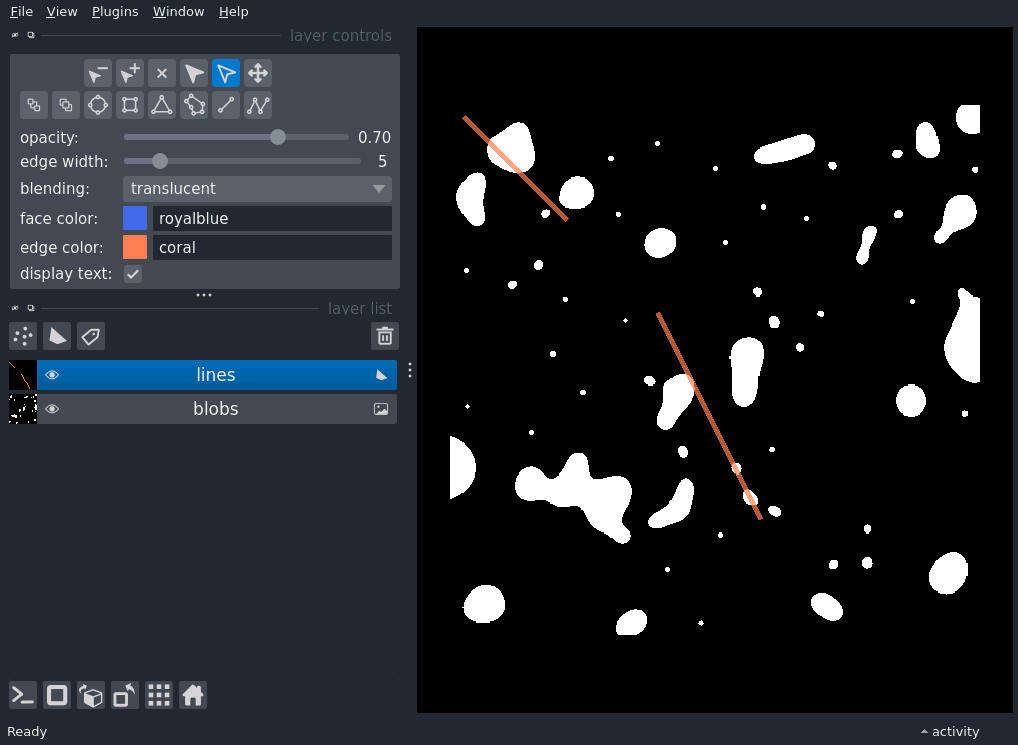 File View Plugins Window Help
layer controls
opacity: 0.70
edge width: 5
blending: translucent
face color: royalblue
edge color: coral
display text:
layer list
lines
blobs
Ready activity